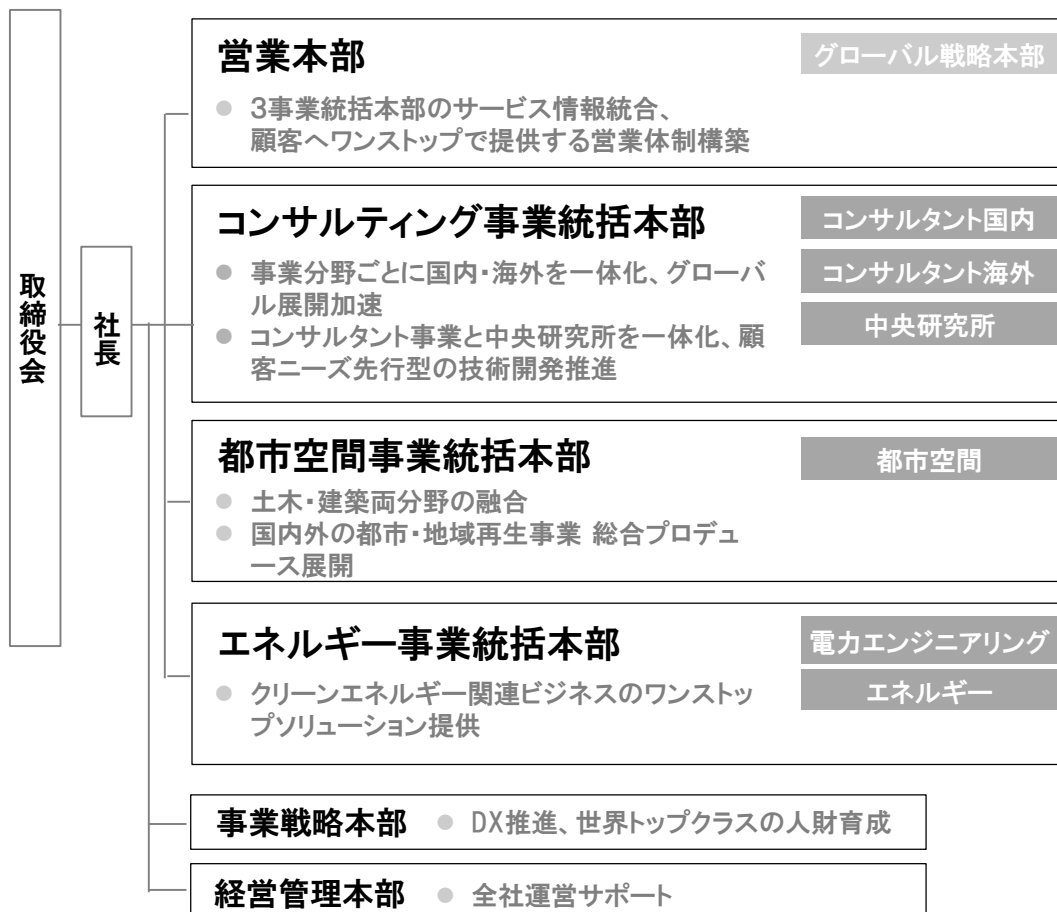 取締役会
社長
営業本部
グローバル戦略本部
● 3事業統括本部のサービス情報統合、
顧客へワンストップで提供する営業体制構築
コンサルティング事業統括本部
コンサルタント国内
コンサルタント海外
中央研究所
● 事業分野ごとに国内・海外を一体化、グローバ
ル展開加速
● コンサルタント事業と中央研究所を一体化、顧
客ニーズ先行型の技術開発推進
都市空間事業統括本部
都市空間
● 土木・建築両分野の融合
● 国内外の都市・地域再生事業 総合プロデュ
ース展開
エネルギー事業統括本部
電力エンジニアリング
エネルギー
● クリーンエネルギー関連ビジネスのワンストッ
プソリューション提供
事業戦略本部 ● DX推進、世界トップクラスの人財育成
経営管理本部 ● 全社運営サポート